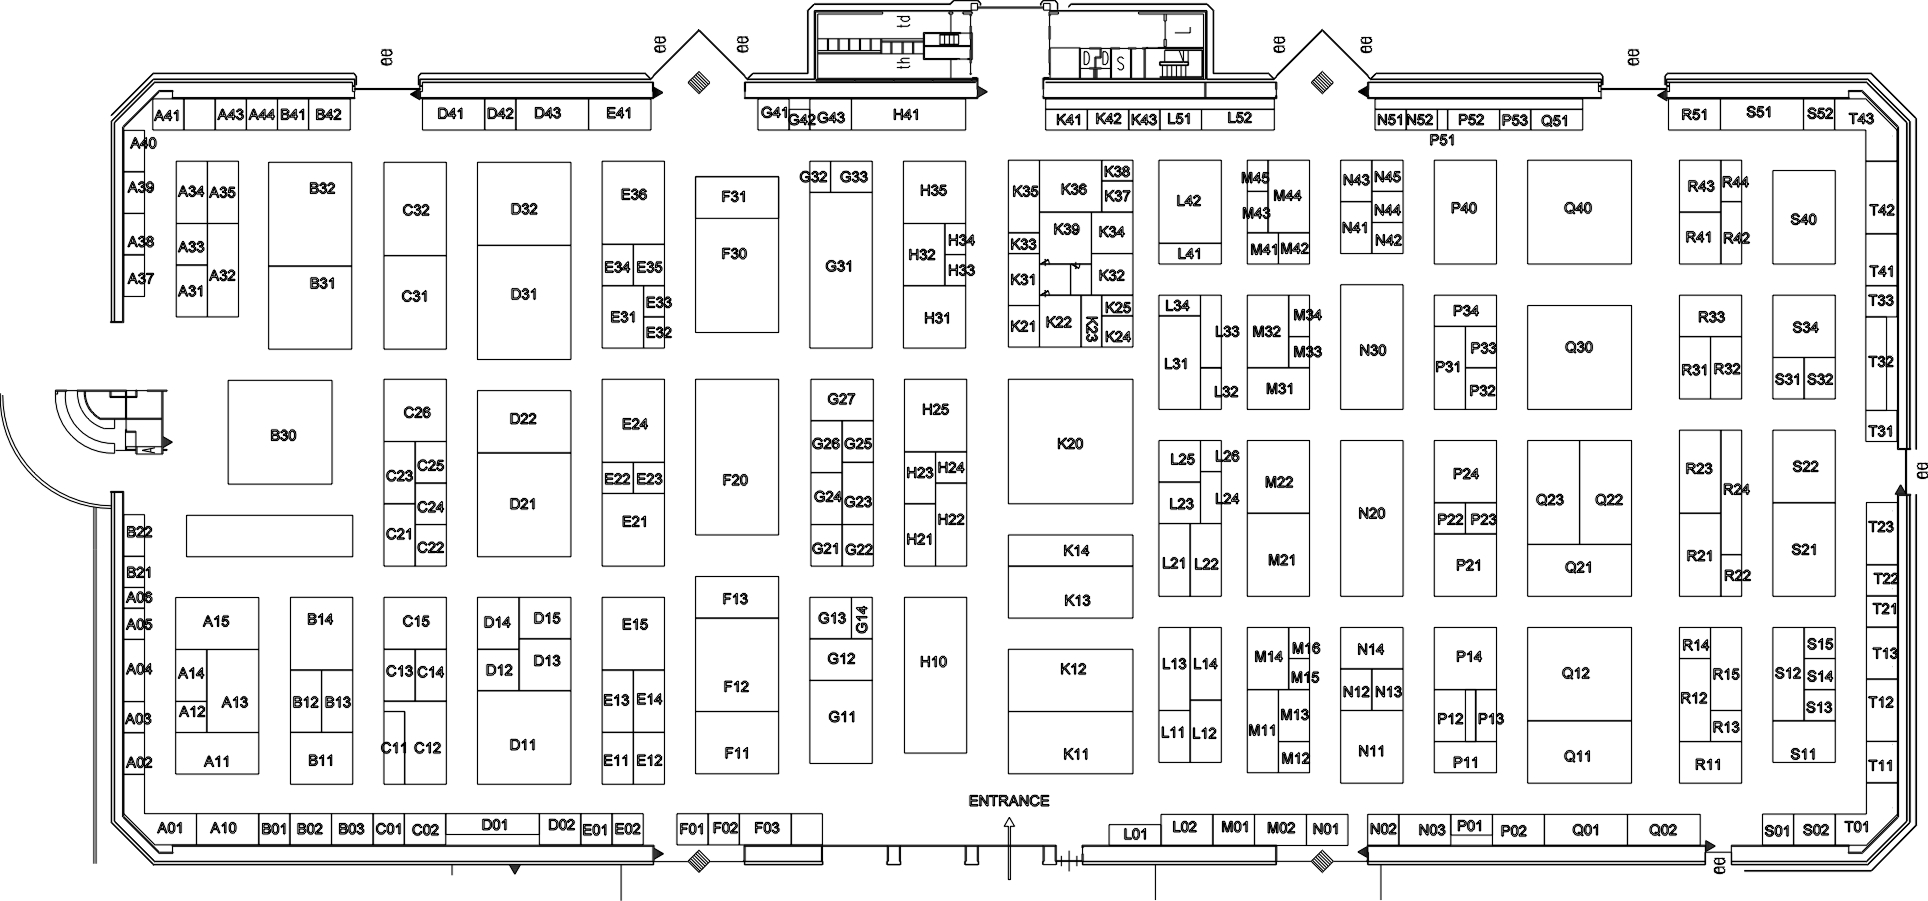 td
th
D D
S
L
A41 A43 A44 B41 B42 D41 D42 D43 E41 G41 G42 G43 H41 K41 K42 K43 L51 L52 N51 N52 P52 P53 Q51 R51 S51 S52 T43
P51
A40
A39 A34 A35 B32 C32 D32 E36 F31 G32 G33 H35 K35 K36 K38 K37 L42 M45 M44 M43 N43 N45 N44 P40 Q40 R43 R44 S40 T42
A38 A33 A32 E34 E35 F30 H32 H34 H33 K33 K39 K34 L41 M41 M42 N41 N42 R41 R42
A37 A31 B31 C31 D31 E31 E33 E32 G31 H31 K31 K32 K21 K22 K23 K25 K24 T41
L34 L33 L31 L32 M32 M34 M33 M31 N30 P34 P31 P33 P32 Q30 R33 R31 R32 S34 S31 S32 T33 T32 T31
A
B30 C26 D22 E24 F20 G27 H25 K20
C23 C25 C24 D21 E22 E23 G26 G25 G24 G23 H23 H24 H22 L25 L26 L23 L24 M22 N20 P24 P22 P23 Q23 Q22 R23 R24 S22
B22 C21 C22 E21 G21 G22 H21 K14 L21 L22 M21 P21 Q21 R21 R22 S21 T23
B21 T22
A06 F13 K13 T21
A05 A15 B14 C15 D14 D15 E15 G13 G14
A04 A14 A13 C13 C14 D12 D13 F12 G12 H10 K12 L13 L14 M14 M16 M15 N14 P14 Q12 R14 R15 S12 S15 S14 T13
A03 A12 B12 B13 E13 E14 G11 M13 N12 N13 P12 P13 R12 R13 S13 T12
A02 A11 B11 C11 C12 D11 E11 E12 F11 K11 L11 L12 M11 M12 N11 P11 Q11 R11 S11 T11
ENTRANCE
A01 A10 B01 B02 B03 C01 C02 D01 D02 E01 E02 F01 F02 F03 L01 L02 M01 M02 N01 N02 N03 P01 P02 Q01 Q02 S01 S02 T01